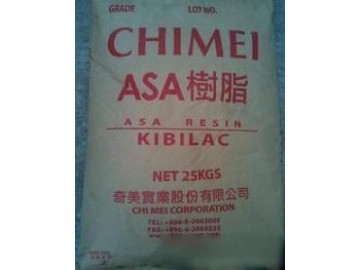 GRADE LOT NO.
CHIMEI
ASA樹脂
ASA RESIN
KIBILAC
NET 25KGS
奇美實業股份有限公司
CHI MEI CORPORATION